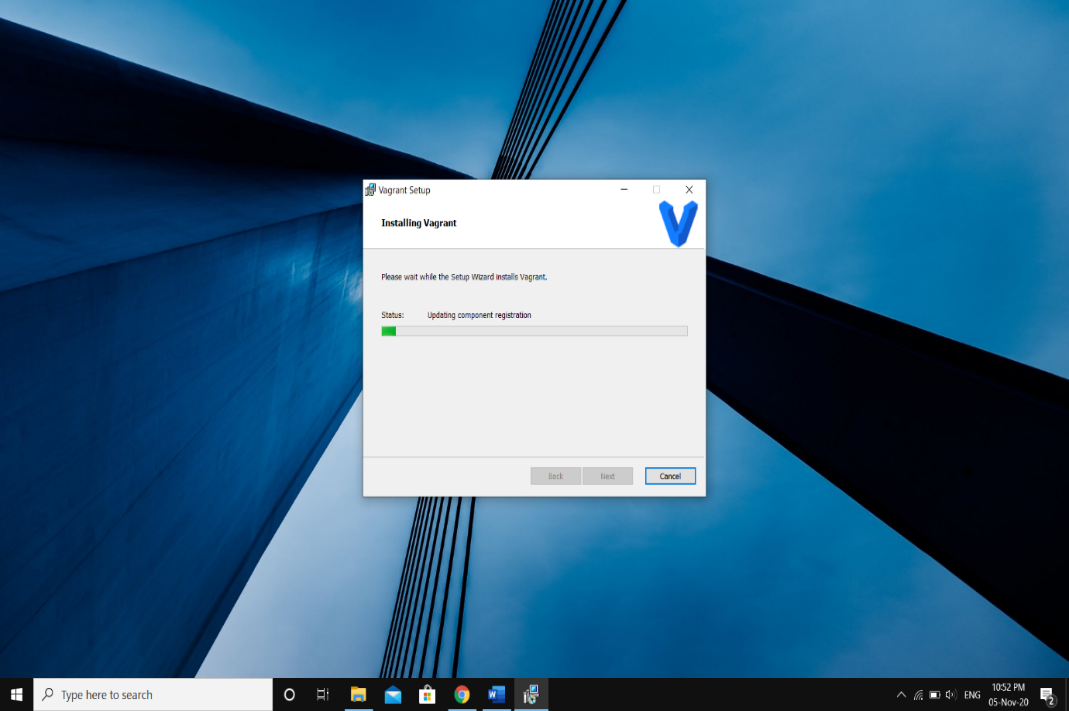 Vagrant Setup
Installing Vagrant
Please wait while the Setup Wizard installs Vagrant.
Status: Updating component registration
Back Next Cancel
Type here to search
ENG
10:52 PM
05-Nov-20
2